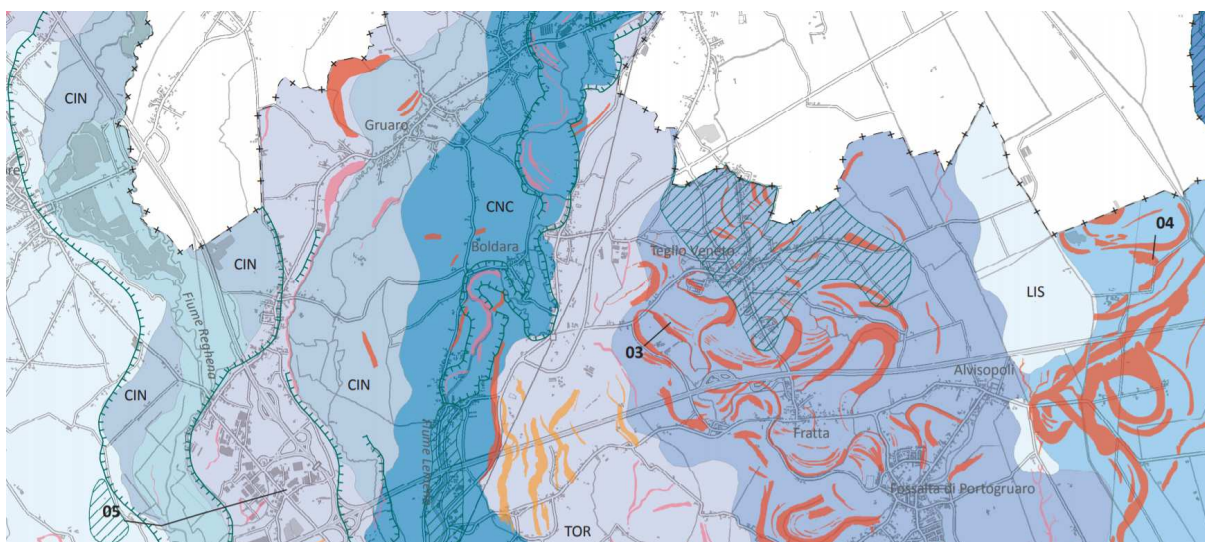 CIN
Gruaro
are
CNC
04
Boldara
Teglio Veneto
CIN
LIS
Fiume Reghena
03
CIN
CIN
Alvisopoli
Fratta
Fiume Lemene
Fossalta di Portogruaro
05
TOR